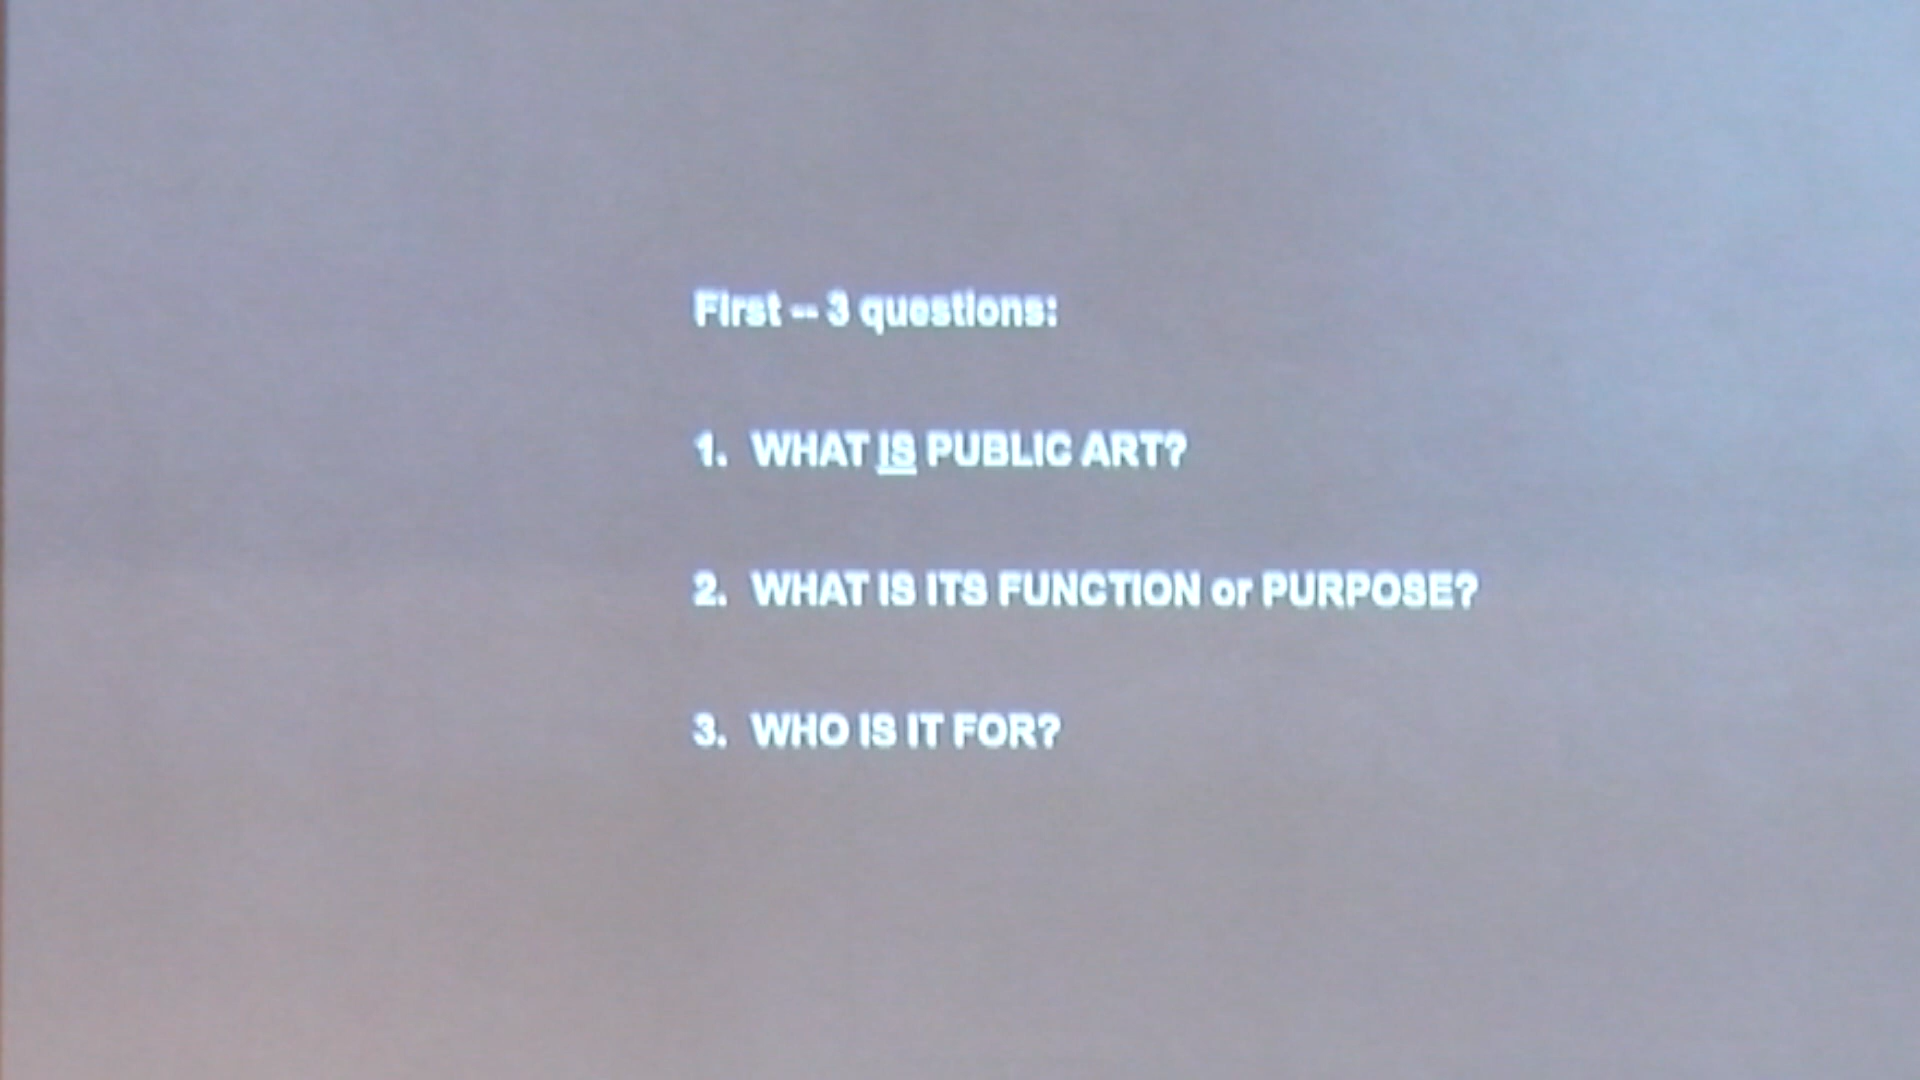 First -- 3 questions:
1. WHAT IS PUBLIC ART?
2. WHAT IS ITS FUNCTION or PURPOSE?
3. WHO IS IT FOR?